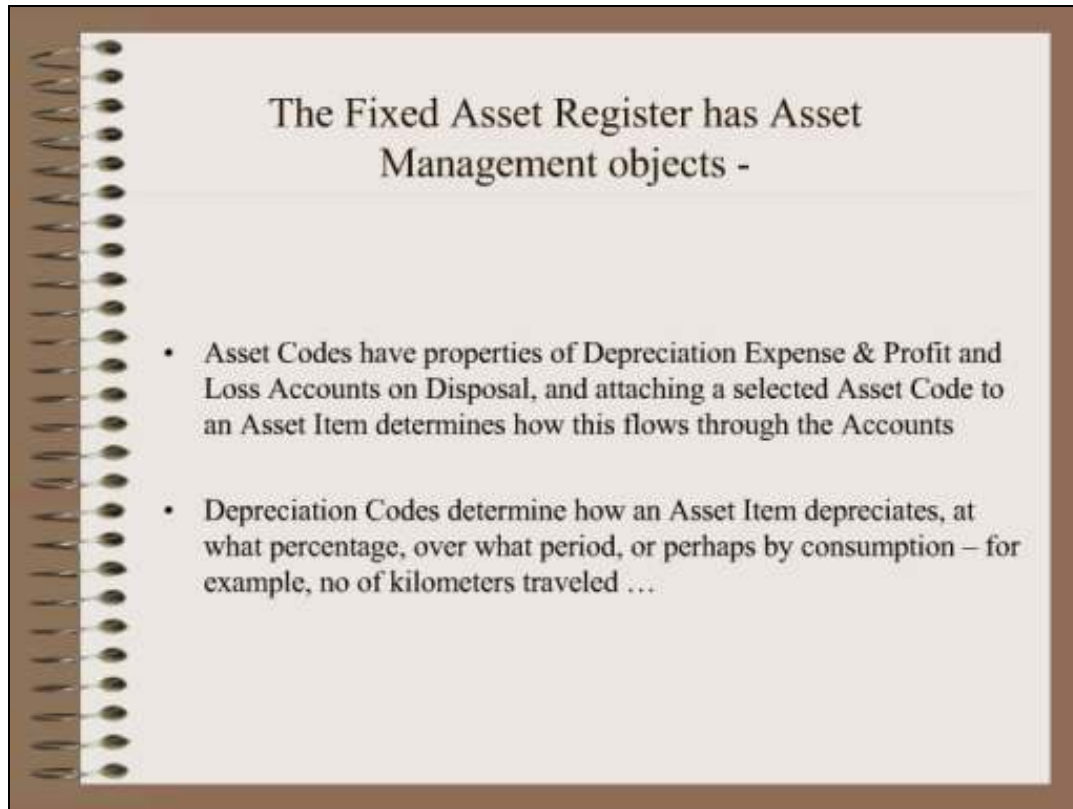 The Fixed Asset Register has Asset
Management objects -
• Asset Codes have properties of Depreciation Expense & Profit and
Loss Accounts on Disposal, and attaching a selected Asset Code to
an Asset Item determines how this flows through the Accounts
• Depreciation Codes determine how an Asset Item depreciates, at
what percentage, over what period, or perhaps by consumption – for
example, no of kilometers traveled …